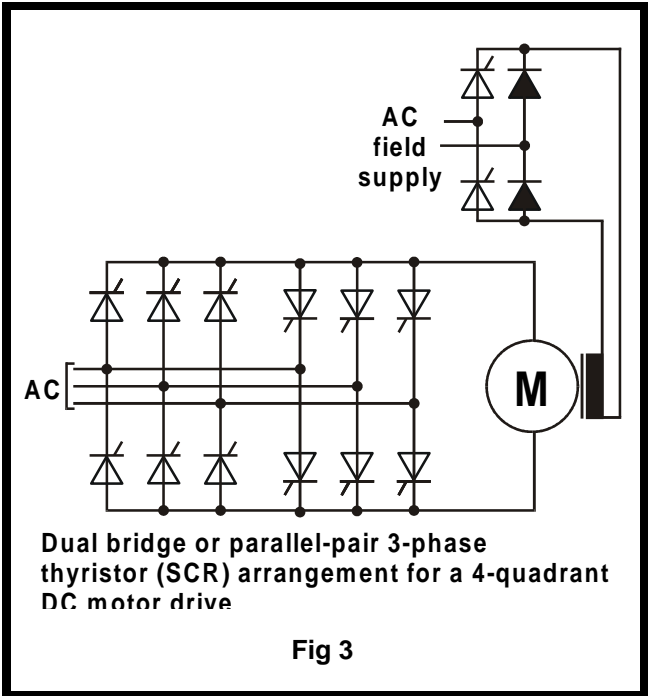 AC
field
supply
AC
M
Dual bridge or parallel-pair 3-phase
thyristor (SCR) arrangement for a 4-quadrant
DC motor drive
Fig 3